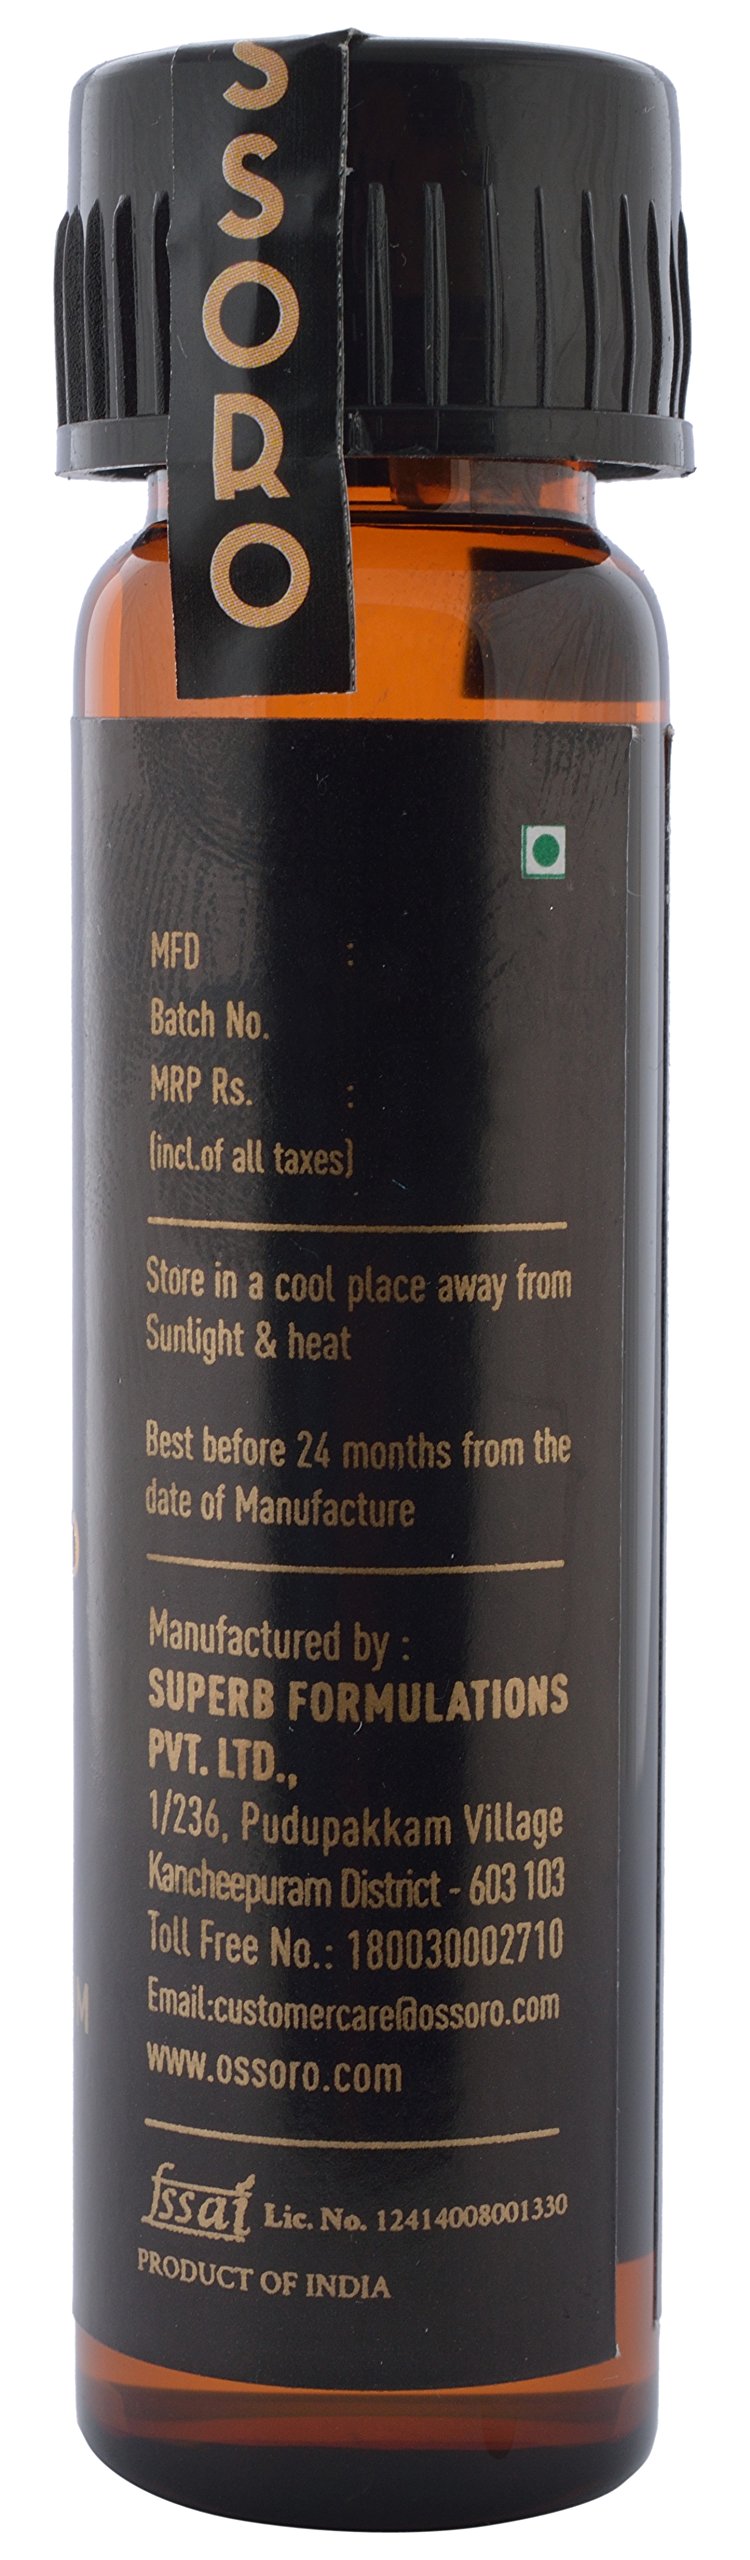 SSORO
MFD :
Batch No.
MRP Rs. :
(incl.of all taxes)
Store in a cool place away from
Sunlight & heat
Best before 24 months from the
date of Manufacture
Manufactured by :
SUPERB FORMULATIONS
PVT. LTD.,
1/236, Pudupakkam Village
Kancheepuram District - 603 103
Toll Free No.: 180030002710
Email:customercare@ossoro.com
www.ossoro.com
fssai Lic. No. 12414008001330
PRODUCT OF INDIA
M